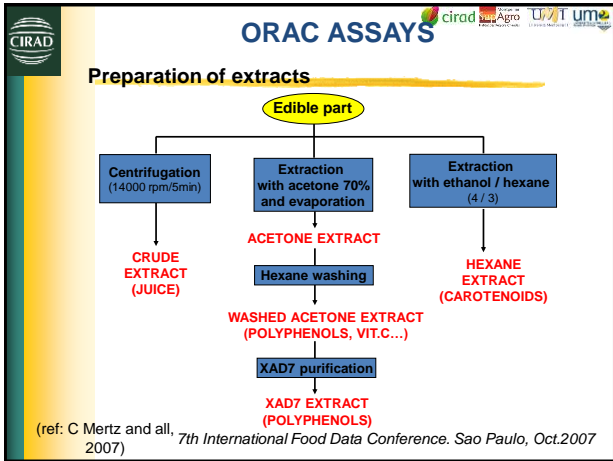 CIRAD
ORAC ASSAYS
cirad
Agro
Preparation of extracts
Edible part
Centrifugation
(14000 rpm/5min)
CRUDE
EXTRACT
(JUICE)
Extraction
with acetone 70%
and evaporation
ACETONE EXTRACT
Hexane washing
WASHED ACETONE EXTRACT
(POLYPHENOLS, VIT.C…)
XAD7 purification
XAD7 EXTRACT
(POLYPHENOLS)
Extraction
with ethanol / hexane
(4 / 3)
HEXANE
EXTRACT
(CAROTENOIDS)
(ref: C Mertz and all,
2007)
7th International Food Data Conference. Sao Paulo, Oct.2007